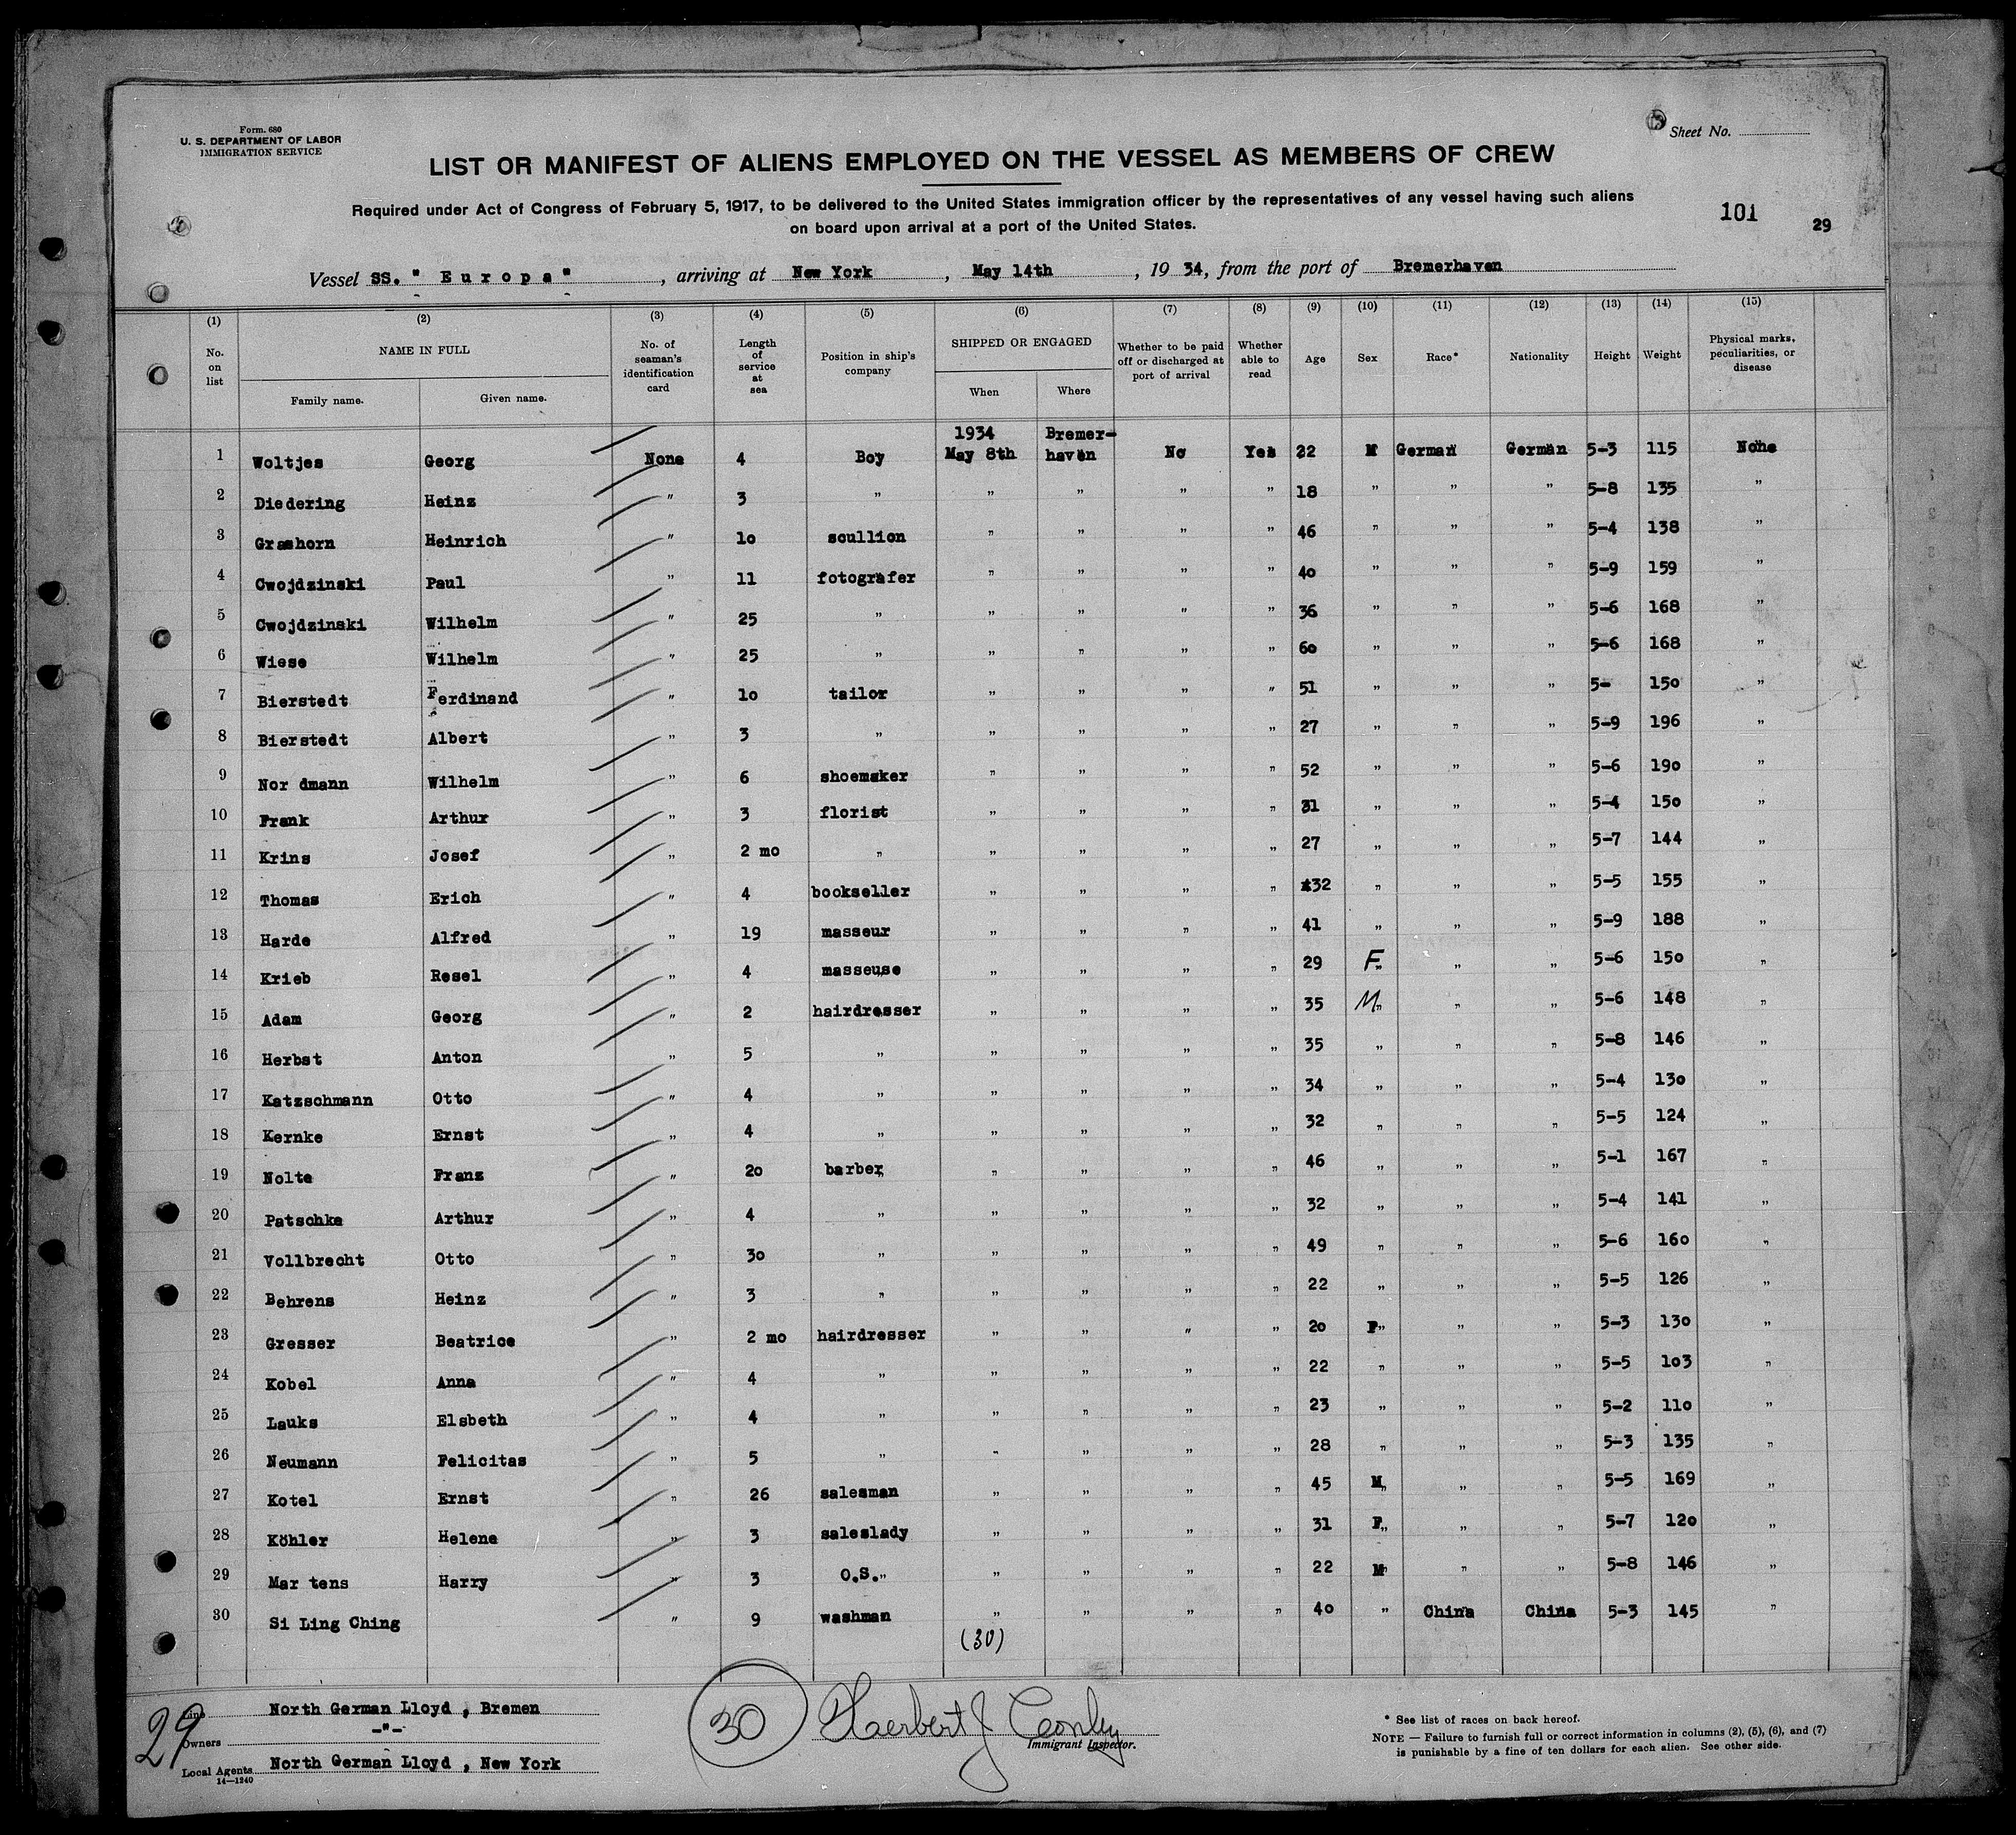 Form. 680
U. S. DEPARTMENT OF LABOR
IMMIGRATION SERVICE
Sheet No.
LIST OR MANIFEST OF ALIENS EMPLOYED ON THE VESSEL AS MEMBERS OF CREW
Required under Act of Congress of February 5, 1917, to be delivered to the United States immigration officer by the representatives of any vessel having such aliens
on board upon arrival at a port of the United States.
101
29
Vessel SS. " E u r o p a " , arriving at New York , May 14th , 19 34, from the port of Bremerhaven
(1) (2) (3) (4) (5) (6) (7) (8) (9) (10) (11) (12) (13) (14) (15)
No. on list NAME IN FULL Family name. Given name. No. of seaman's identification card Length of service at sea Position in ship's company SHIPPED OR ENGAGED When Where Whether to be paid off or discharged at port of arrival Whether able to read Age Sex Race* Nationality Height Weight Physical marks, peculiarities, or disease
1934 Bremer-
1 Woltjes Georg None 4 Boy May 8th haven No Yes 22 M German German 5-3 115 None
2 Diedering Heinz " 3 " " " " " 18 " " " 5-8 135 "
3 Grashorn Heinrich " 10 scullion " " " " 46 " " " 5-4 138 "
4 Cwojdzinski Paul " 11 fotografer " " " " 40 " " " 5-9 159 "
5 Cwojdzinski Wilhelm " 25 " " " " " 36 " " " 5-6 168 "
6 Wiese Wilhelm " 25 " " " " " 60 " " " 5-6 168 "
7 Bierstedt Ferdinand " 10 tailor " " " " 51 " " " 5- 150 "
8 Bierstedt Albert " 3 " " " " " 27 " " " 5-9 196 "
9 Nor dmann Wilhelm " 6 shoemaker " " " " 52 " " " 5-6 190 "
10 Frank Arthur " 3 florist " " " " 31 " " " 5-4 150 "
11 Krins Josef " 2 mo " " " " " 27 " " " 5-7 144 "
12 Thomas Erich " 4 bookseller " " " " 32 " " " 5-5 155 "
13 Harde Alfred " 19 masseur " " " " 41 " " " 5-9 188 "
14 Krieb Resel " 4 masseuse " " " " 29 F " " 5-6 150 "
15 Adam Georg " 2 hairdresser " " " " 35 M " " 5-6 148 "
16 Herbst Anton " 5 " " " " " 35 " " " 5-8 146 "
17 Katzschmann Otto " 4 " " " " " 34 " " " 5-4 130 "
18 Kernke Ernst " 4 " " " " " 32 " " " 5-5 124 "
19 Nolte Franz " 20 barber " " " " 46 " " " 5-1 167 "
20 Patschke Arthur " 4 " " " " " 32 " " " 5-4 141 "
21 Vollbrecht Otto " 30 " " " " " 49 " " " 5-6 160 "
22 Behrens Heinz " 3 " " " " " 22 " " " 5-5 126 "
23 Gresser Beatrice " 2 mo hairdresser " " " " 20 F" " " 5-3 130 "
24 Kobel Anna " 4 " " " " " 22 " " " 5-5 103 "
25 Lauks Elsbeth " 4 " " " " " 23 " " " 5-2 110 "
26 Neumann Felicitas " 5 " " " " " 28 " " " 5-3 135 "
27 Kotel Ernst " 26 salesman " " " " 45 M" " " 5-5 169 "
28 Köhler Helene " 3 saleslady " " " " 31 F" " " 5-7 120 "
29 Mar tens Harry " 3 O.S." " " " " 22 M" " " 5-8 146 "
30 Si Ling Ching " 9 washman " " " " 40 " China China 5-3 145 "
(30)
29
Line North German Lloyd , Bremen
Owners -"-
Local Agents North German Lloyd , New York
14—1240
30
Herbert J Conley
Immigrant Inspector.
* See list of races on back hereof.
NOTE — Failure to furnish full or correct information in columns (2), (5), (6), and (7)
is punishable by a fine of ten dollars for each alien. See other side.